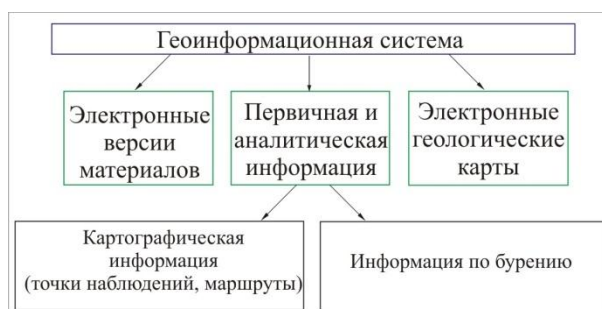 Геоинформационная система
Электронные
версии
материалов
Первичная и
аналитическая
информация
Электронные
геологические
карты
Картографическая
информация
(точки наблюдений, маршруты)
Информация по бурению